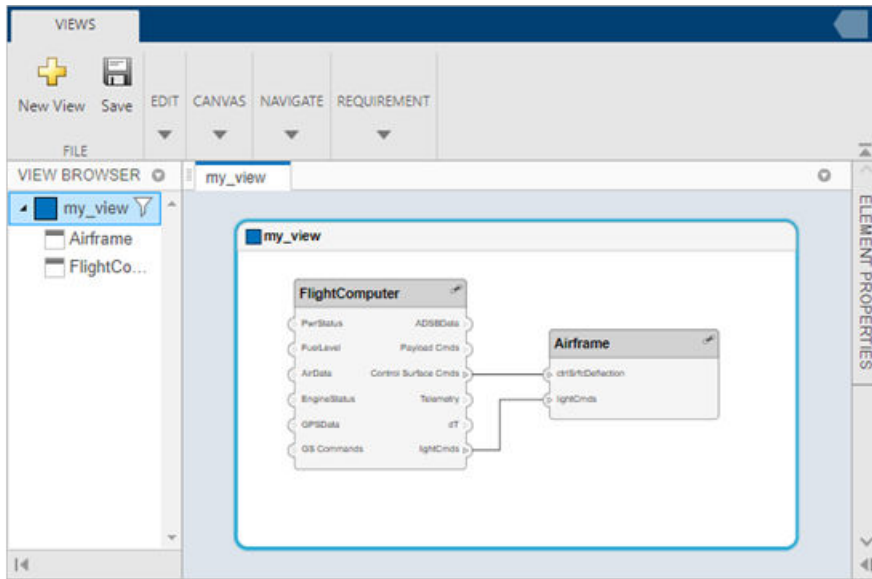 VIEWS
New View
Save
EDIT
CANVAS
NAVIGATE
REQUIREMENT
FILE
VIEW BROWSER
my_view
my_view
Airframe
FlightCo...
my_view
FlightComputer
PwrStatus
ADSBData
FuelLevel
Payload Cmds
AirData
Control Surface Cmds
EngineStatus
Telemetry
GPSData
dT
GS Commands
lightCmds
Airframe
ctrlSrfcDeflection
lightCmds
ELEMENT PROPERTIES